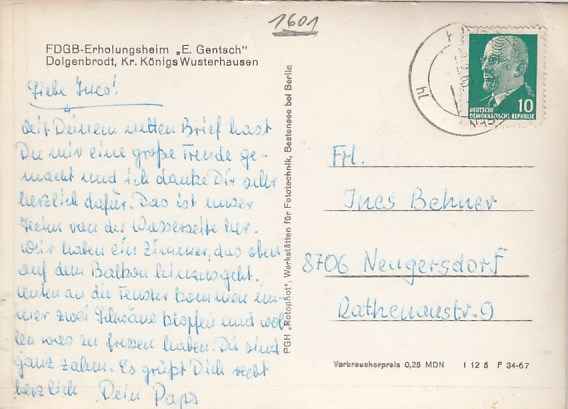 1601
FDGB-Erholungsheim „E. Gentsch"
Dolgenbrodt, Kr. Königs Wusterhausen
Liebe Ines!
Mit Deinem netten Brief hast
Du mir eine große Freude ge-
macht und ich danke Dir sehr
herzlich dafür. Das ist unser
Heim von der Wasserseite her.
Wir haben ein Zimmer, das oben
auf dem Balkon hinausgeht.
Unten an die Fenster kommen im-
mer zwei Schwäne klopfen und wol-
len was zu fressen haben. Die sind
ganz zahm. Es grüßt Dich recht
herzlich Dein Paps
PGH „Rotophot", Werkstätten für Fototechnik, Bestensee bei Berlin
14
10
DEUTSCHE
DEMOKRATISCHE REPUBLIK
Frl.
Ines Behner
8706 Neugersdorf
Rathenaustr. 9
Verbraucherpreis 0,25 MDN I 12 5 F 34-67